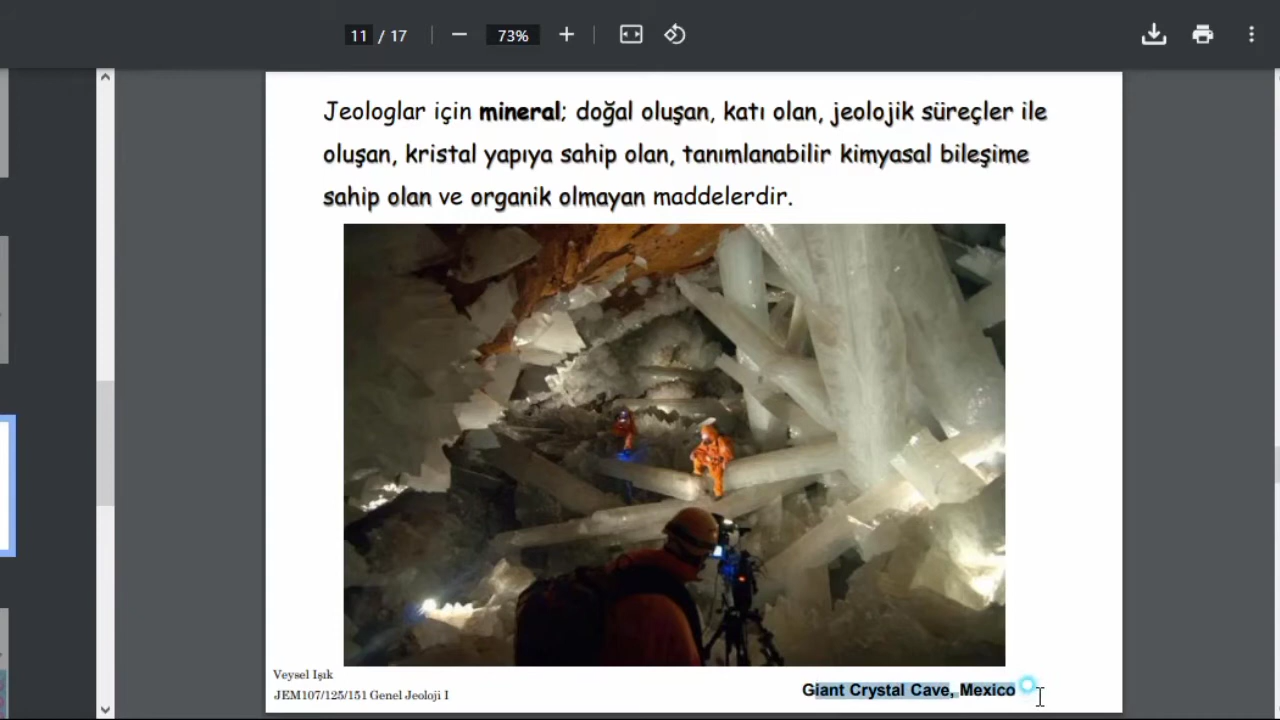 11 / 17
73%
Jeologlar için mineral; doğal oluşan, katı olan, jeolojik süreçler ile
oluşan, kristal yapıya sahip olan, tanımlanabilir kimyasal bileşime
sahip olan ve organik olmayan maddelerdir.
Veysel Işık
JEM107/125/151 Genel Jeoloji I
Giant Crystal Cave, Mexico